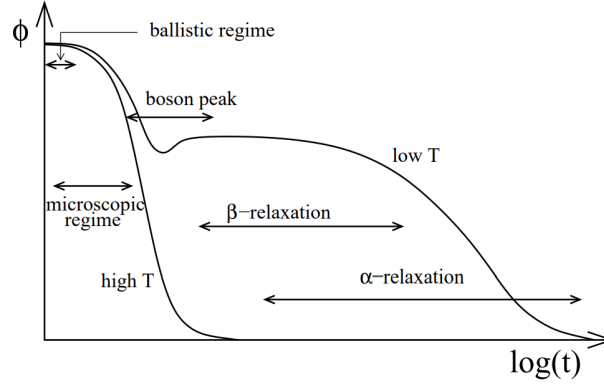 ϕ
ballistic regime
boson peak
low T
microscopic
regime
β−relaxation
high T
α−relaxation
log(t)